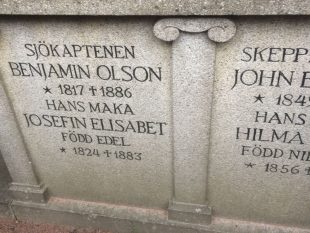 SJÖKAPTENEN
BENJAMIN OLSON
* 1817 † 1886
HANS MAKA
JOSEFIN ELISABET
FÖDD EDEL
* 1824 † 1883
SKEPP
JOHN E
* 184
HANS
HILMA
FÖDD NI
* 1856 †